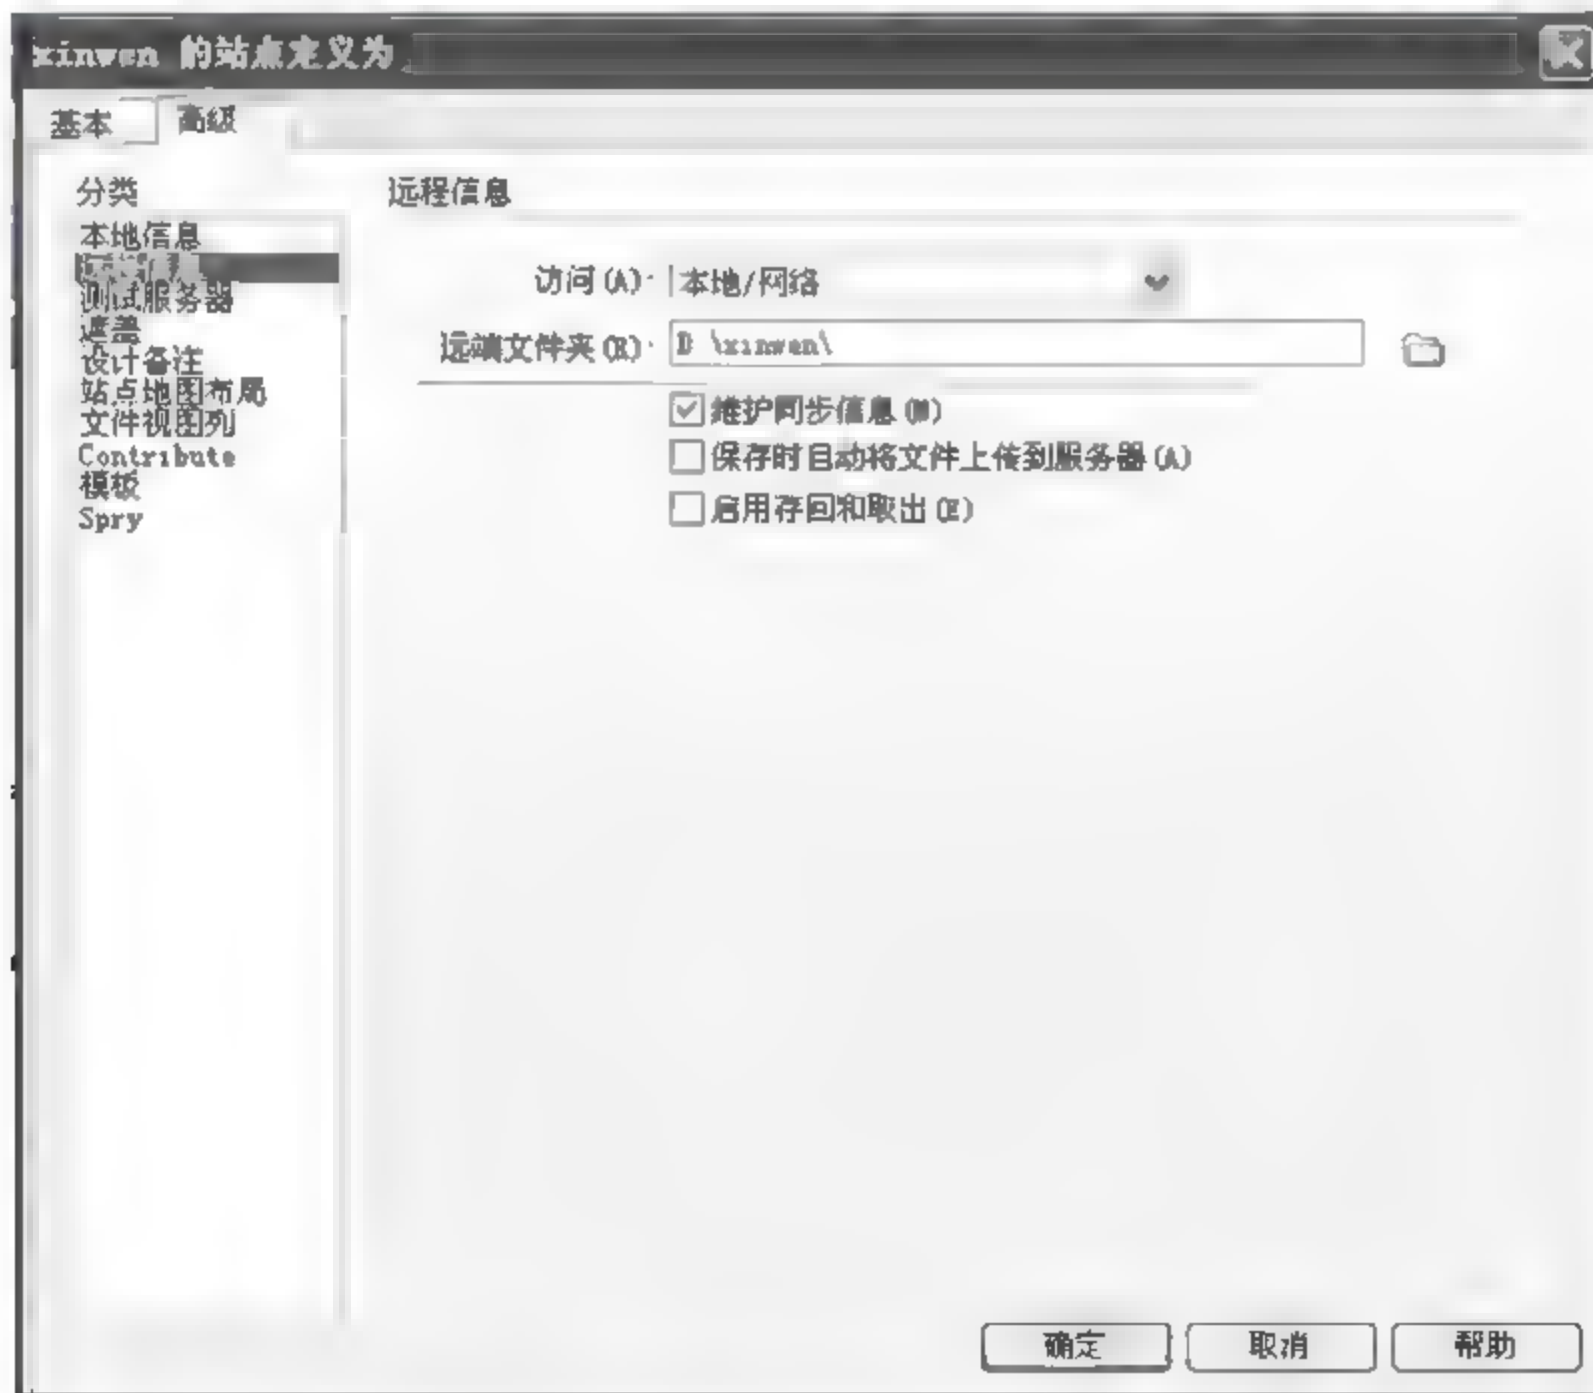 xinwen 的站点定义为
基本 高级
分类
本地信息
测试服务器
遮盖
设计备注
站点地图布局
文件视图列
Contribute
模板
Spry
远程信息
访问(A): 本地/网络
远端文件夹(R): D:\xinwen\
维护同步信息(M)
保存时自动将文件上传到服务器(A)
启用存回和取出(E)
确定 取消 帮助